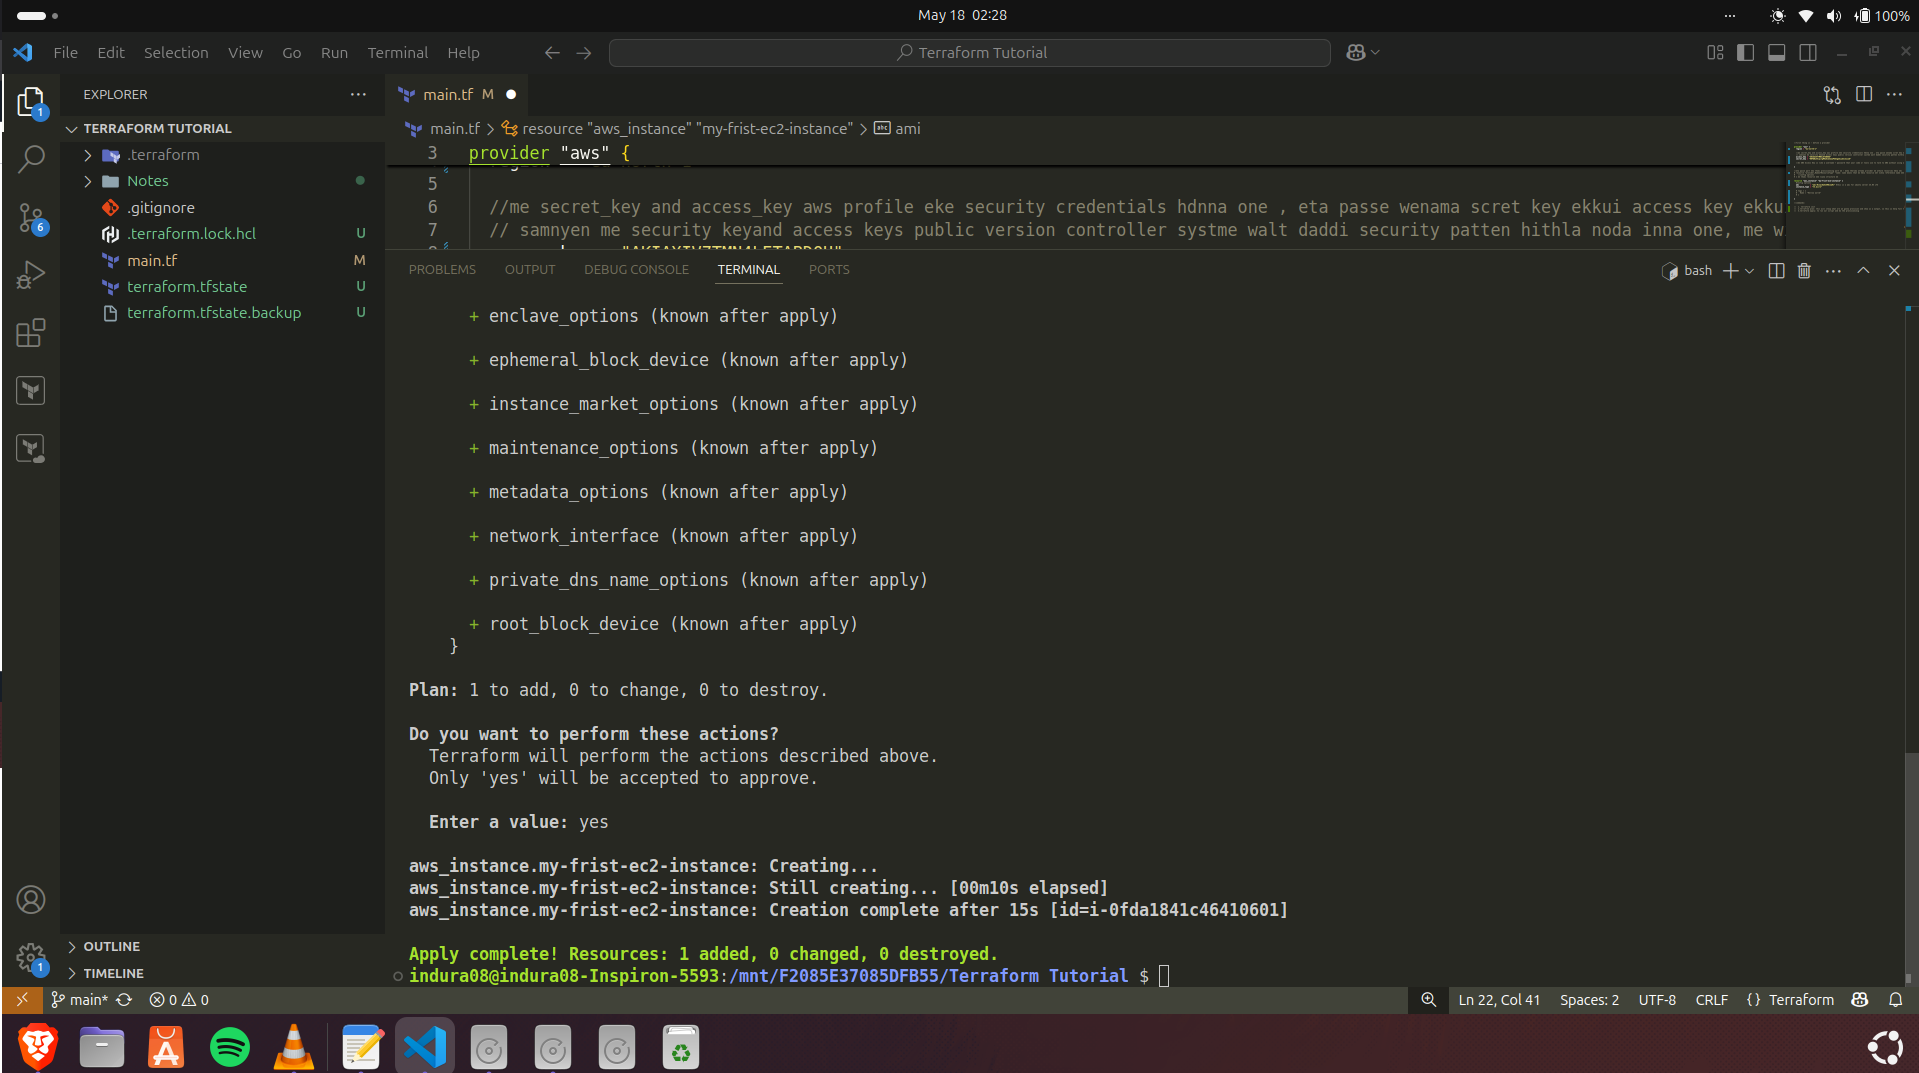 May 18 02:28
100%
File Edit Selection View Go Run Terminal Help
Terraform Tutorial
EXPLORER
main.tf M
TERRAFORM TUTORIAL
main.tf > resource "aws_instance" "my-frist-ec2-instance" > ami
.terraform
Notes
.gitignore
.terraform.lock.hcl U
main.tf M
terraform.tfstate U
terraform.tfstate.backup U
1
6
3 provider "aws" {
5
6 //me secret_key and access_key aws profile eke security credentials hdnna one , eta passe wenama scret key ekkui access key ekku
7 // samnyen me security keyand access keys public version controller systme walt daddi security patten hithla noda inna one, me w
PROBLEMS OUTPUT DEBUG CONSOLE TERMINAL PORTS
bash
+ enclave_options (known after apply)
+ ephemeral_block_device (known after apply)
+ instance_market_options (known after apply)
+ maintenance_options (known after apply)
+ metadata_options (known after apply)
+ network_interface (known after apply)
+ private_dns_name_options (known after apply)
+ root_block_device (known after apply)
}
Plan: 1 to add, 0 to change, 0 to destroy.
Do you want to perform these actions?
Terraform will perform the actions described above.
Only 'yes' will be accepted to approve.
Enter a value: yes
aws_instance.my-frist-ec2-instance: Creating...
aws_instance.my-frist-ec2-instance: Still creating... [00m10s elapsed]
aws_instance.my-frist-ec2-instance: Creation complete after 15s [id=i-0fda1841c46410601]
Apply complete! Resources: 1 added, 0 changed, 0 destroyed.
indura08@indura08-Inspiron-5593:/mnt/F2085E37085DFB55/Terraform Tutorial $
OUTLINE
TIMELINE
1
main* 0 0
Ln 22, Col 41 Spaces: 2 UTF-8 CRLF {} Terraform